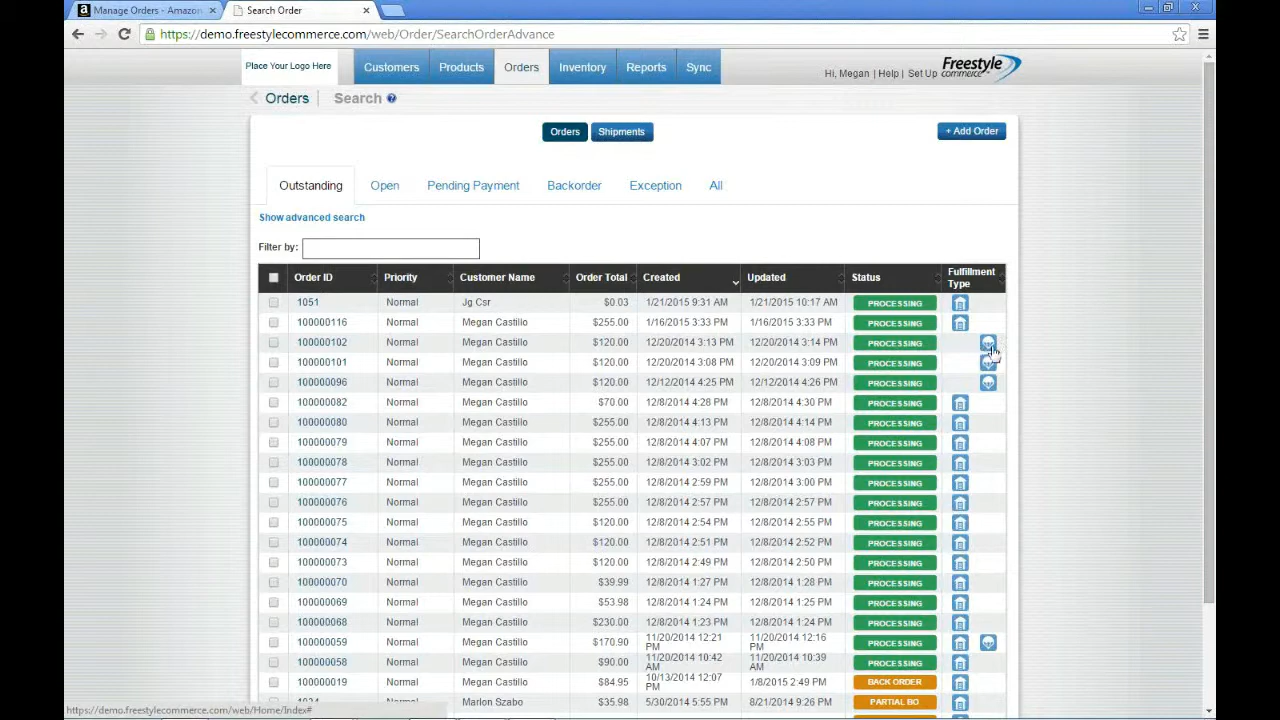 Manage Orders - Amazon
Search Order
https://demo.freestylecommerce.com/web/Order/SearchOrderAdvance
Place Your Logo Here
Customers
Products
Orders
Inventory
Reports
Sync
Hi, Megan | Help | Set Up
Freestyle commerce
Orders
Search
Orders
Shipments
+ Add Order
Outstanding
Open
Pending Payment
Backorder
Exception
All
Show advanced search
Filter by:
Order ID Priority Customer Name Order Total Created Updated Status Fulfillment Type
1051 Normal Jg Csr $0.03 1/21/2015 9:31 AM 1/21/2015 10:17 AM PROCESSING
100000116 Normal Megan Castillo $255.00 1/16/2015 3:33 PM 1/16/2015 3:33 PM PROCESSING
100000102 Normal Megan Castillo $120.00 12/20/2014 3:13 PM 12/20/2014 3:14 PM PROCESSING
100000101 Normal Megan Castillo $120.00 12/20/2014 3:08 PM 12/20/2014 3:09 PM PROCESSING
100000096 Normal Megan Castillo $120.00 12/12/2014 4:25 PM 12/12/2014 4:26 PM PROCESSING
100000082 Normal Megan Castillo $70.00 12/8/2014 4:28 PM 12/8/2014 4:30 PM PROCESSING
100000080 Normal Megan Castillo $255.00 12/8/2014 4:13 PM 12/8/2014 4:14 PM PROCESSING
100000079 Normal Megan Castillo $255.00 12/8/2014 4:07 PM 12/8/2014 4:08 PM PROCESSING
100000078 Normal Megan Castillo $255.00 12/8/2014 3:02 PM 12/8/2014 3:03 PM PROCESSING
100000077 Normal Megan Castillo $255.00 12/8/2014 2:59 PM 12/8/2014 3:00 PM PROCESSING
100000076 Normal Megan Castillo $255.00 12/8/2014 2:57 PM 12/8/2014 2:57 PM PROCESSING
100000075 Normal Megan Castillo $120.00 12/8/2014 2:54 PM 12/8/2014 2:55 PM PROCESSING
100000074 Normal Megan Castillo $120.00 12/8/2014 2:51 PM 12/8/2014 2:52 PM PROCESSING
100000073 Normal Megan Castillo $120.00 12/8/2014 2:49 PM 12/8/2014 2:50 PM PROCESSING
100000070 Normal Megan Castillo $39.99 12/8/2014 1:27 PM 12/8/2014 1:28 PM PROCESSING
100000069 Normal Megan Castillo $53.98 12/8/2014 1:24 PM 12/8/2014 1:25 PM PROCESSING
100000068 Normal Megan Castillo $230.00 12/8/2014 1:23 PM 12/8/2014 1:24 PM PROCESSING
100000059 Normal Megan Castillo $170.90 11/20/2014 12:21 PM 11/20/2014 12:16 PM PROCESSING
100000058 Normal Megan Castillo $90.00 11/20/2014 10:42 AM 11/20/2014 10:39 AM PROCESSING
100000019 Normal Megan Castillo $84.95 10/13/2014 12:07 PM 1/8/2015 2:49 PM BACK ORDER
Normal Marlon Szabo $35.98 5/30/2014 5:55 PM 8/21/2014 9:26 PM PARTIAL BO
https://demo.freestylecommerce.com/web/Home/Index#